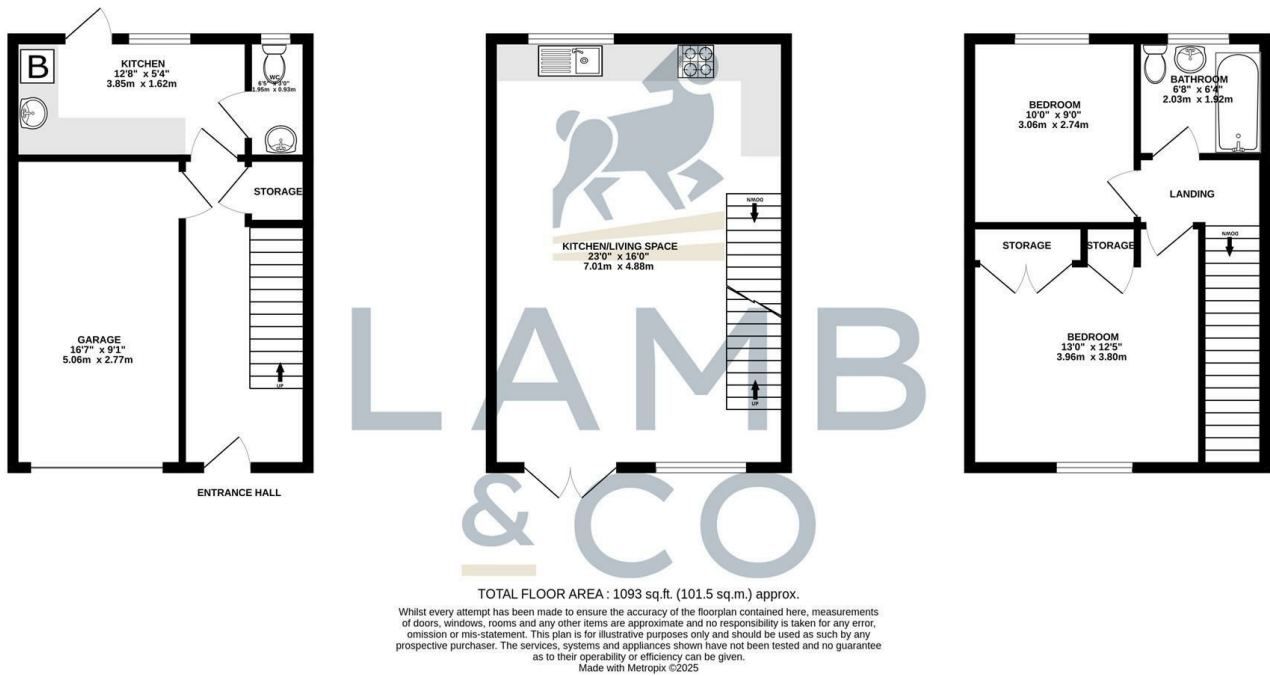 B
KITCHEN
12'8" x 5'4"
3.85m x 1.62m
WC
6'5" x 3'0"
1.95m x 0.93m
STORAGE
GARAGE
16'7" x 9'1"
5.06m x 2.77m
UP
ENTRANCE HALL
DOWN
KITCHEN/LIVING SPACE
23'0" x 16'0"
7.01m x 4.88m
UP
BEDROOM
10'0" x 9'0"
3.06m x 2.74m
BATHROOM
6'8" x 6'4"
2.03m x 1.92m
LANDING
STORAGE
STORAGE
DOWN
BEDROOM
13'0" x 12'5"
3.96m x 3.80m
LAMB
& CO
TOTAL FLOOR AREA : 1093 sq.ft. (101.5 sq.m.) approx.
Whilst every attempt has been made to ensure the accuracy of the floorplan contained here, measurements
of doors, windows, rooms and any other items are approximate and no responsibility is taken for any error,
omission or mis-statement. This plan is for illustrative purposes only and should be used as such by any
prospective purchaser. The services, systems and appliances shown have not been tested and no guarantee
as to their operability or efficiency can be given.
Made with Metropix ©2025